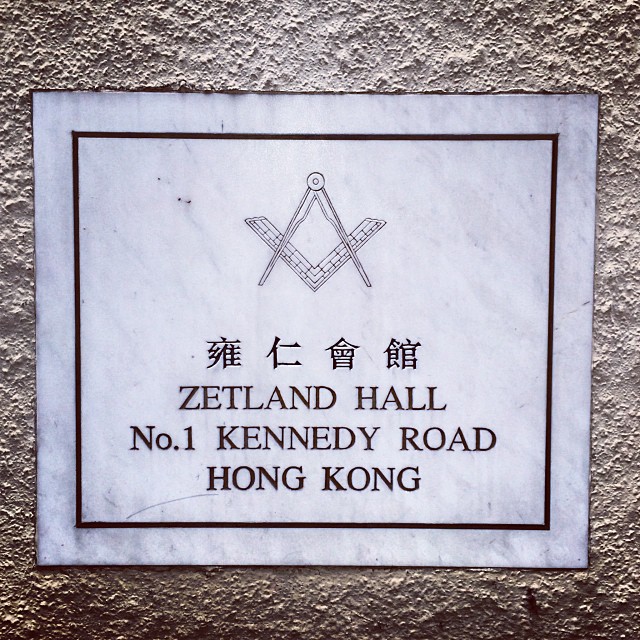 雍仁會館
ZETLAND HALL
No.1 KENNEDY ROAD
HONG KONG